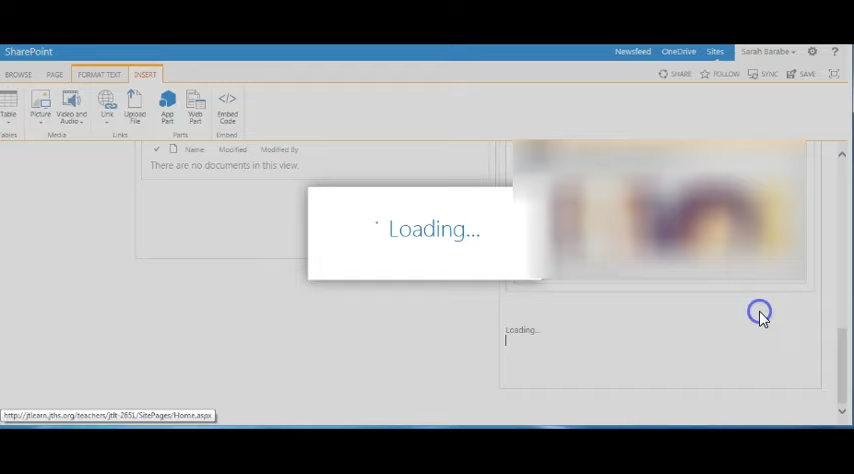 SharePoint
Newsfeed OneDrive Sites Sarah Barabe ?
BROWSE PAGE FORMAT TEXT INSERT SHARE FOLLOW SYNC SAVE
Table Picture Video and Audio Link Upload File App Part Web Part Embed Code
Tables Media Links Parts Embed
Name Modified Modified By
There are no documents in this view.
Loading...
Loading...
http://jtlearn.jths.org/teachers/jtlt-2651/SitePages/Home.aspx